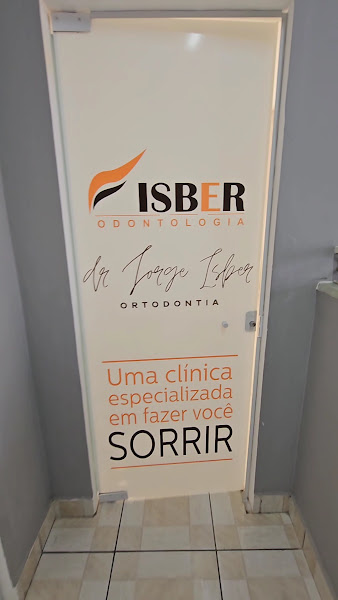 ISBER
ODONTOLOGIA
dr Jorge Isber
ORTODONTIA
Uma clínica
especializada
em fazer você
SORRIR